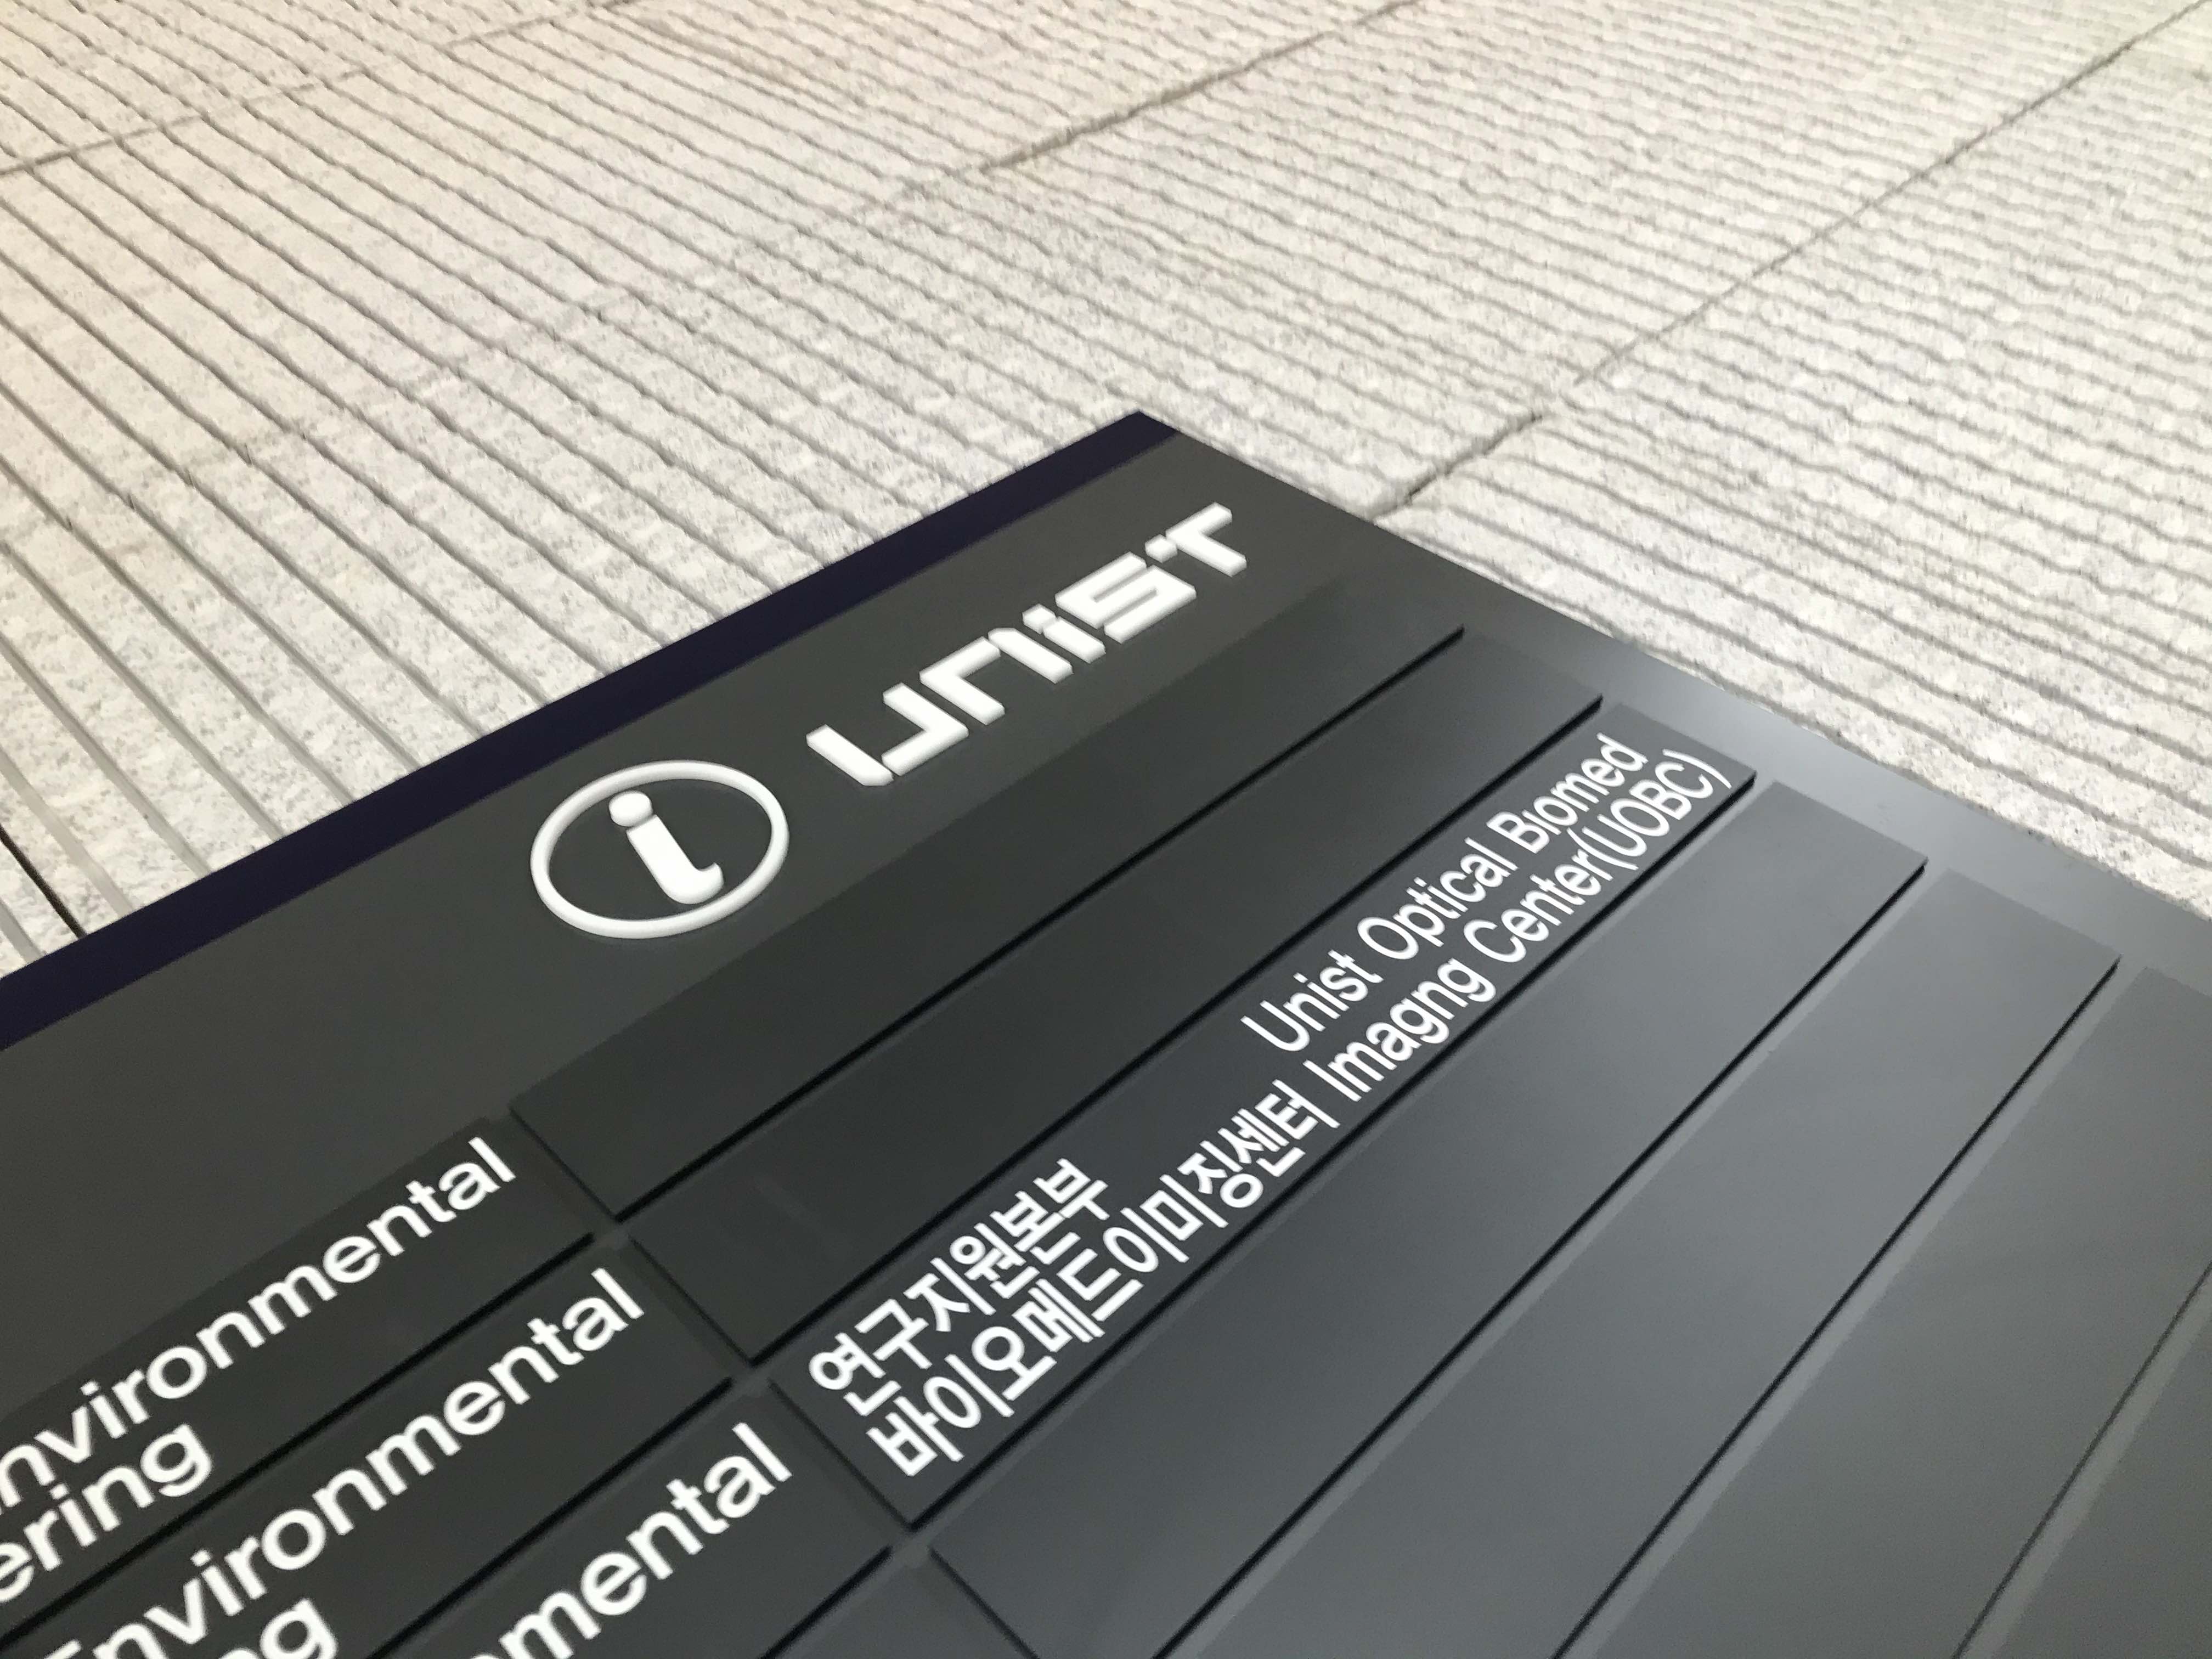 i UNIST
Environmental
ering
Environmental
ng
mental
연구지원본부
바이오메드이미징센터
Unist Optical Biomed
Imagng Center(UOBC)